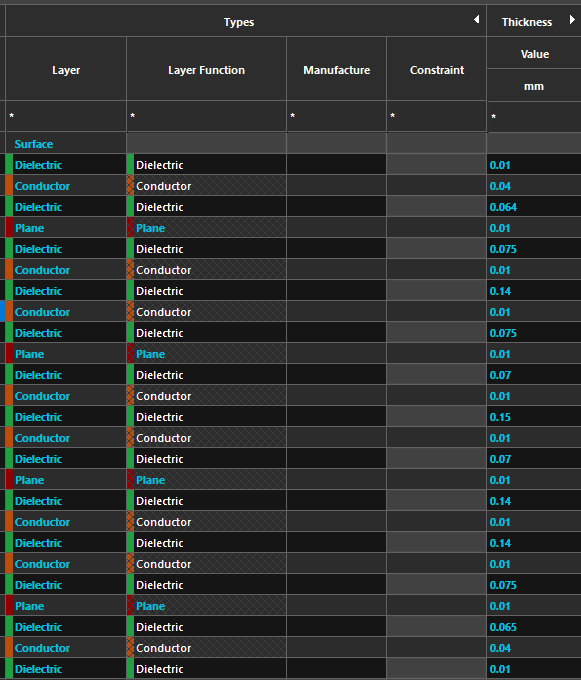 Types Thickness
Layer Layer Function Manufacture Constraint Value
mm
* * * * *
Surface
Dielectric Dielectric 0.01
Conductor Conductor 0.04
Dielectric Dielectric 0.064
Plane Plane 0.01
Dielectric Dielectric 0.075
Conductor Conductor 0.01
Dielectric Dielectric 0.14
Conductor Conductor 0.01
Dielectric Dielectric 0.075
Plane Plane 0.01
Dielectric Dielectric 0.07
Conductor Conductor 0.01
Dielectric Dielectric 0.15
Conductor Conductor 0.01
Dielectric Dielectric 0.07
Plane Plane 0.01
Dielectric Dielectric 0.14
Conductor Conductor 0.01
Dielectric Dielectric 0.14
Conductor Conductor 0.01
Dielectric Dielectric 0.075
Plane Plane 0.01
Dielectric Dielectric 0.065
Conductor Conductor 0.04
Dielectric Dielectric 0.01